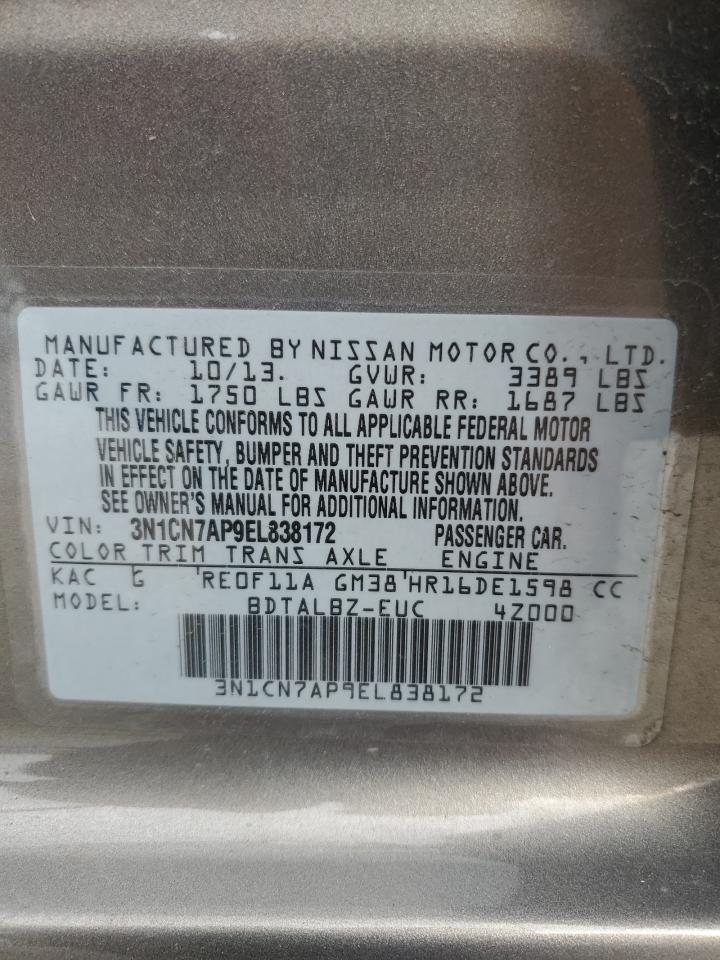 MANUFACTURED BY NISSAN MOTOR CO., LTD.
DATE: 10/13. GVWR: 3389 LBS
GAWR FR: 1750 LBS GAWR RR: 1687 LBS
THIS VEHICLE CONFORMS TO ALL APPLICABLE FEDERAL MOTOR
VEHICLE SAFETY, BUMPER AND THEFT PREVENTION STANDARDS
IN EFFECT ON THE DATE OF MANUFACTURE SHOWN ABOVE.
SEE OWNER'S MANUAL FOR ADDITIONAL INFORMATION.
VIN: 3N1CN7AP9EL838172 PASSENGER CAR.
COLOR TRIM TRANS AXLE ENGINE
KAC G RE0F11A GM38 HR16DE1598 CC
MODEL: BDTALBZ-EUC 4Z000
3N1CN7AP9EL838172